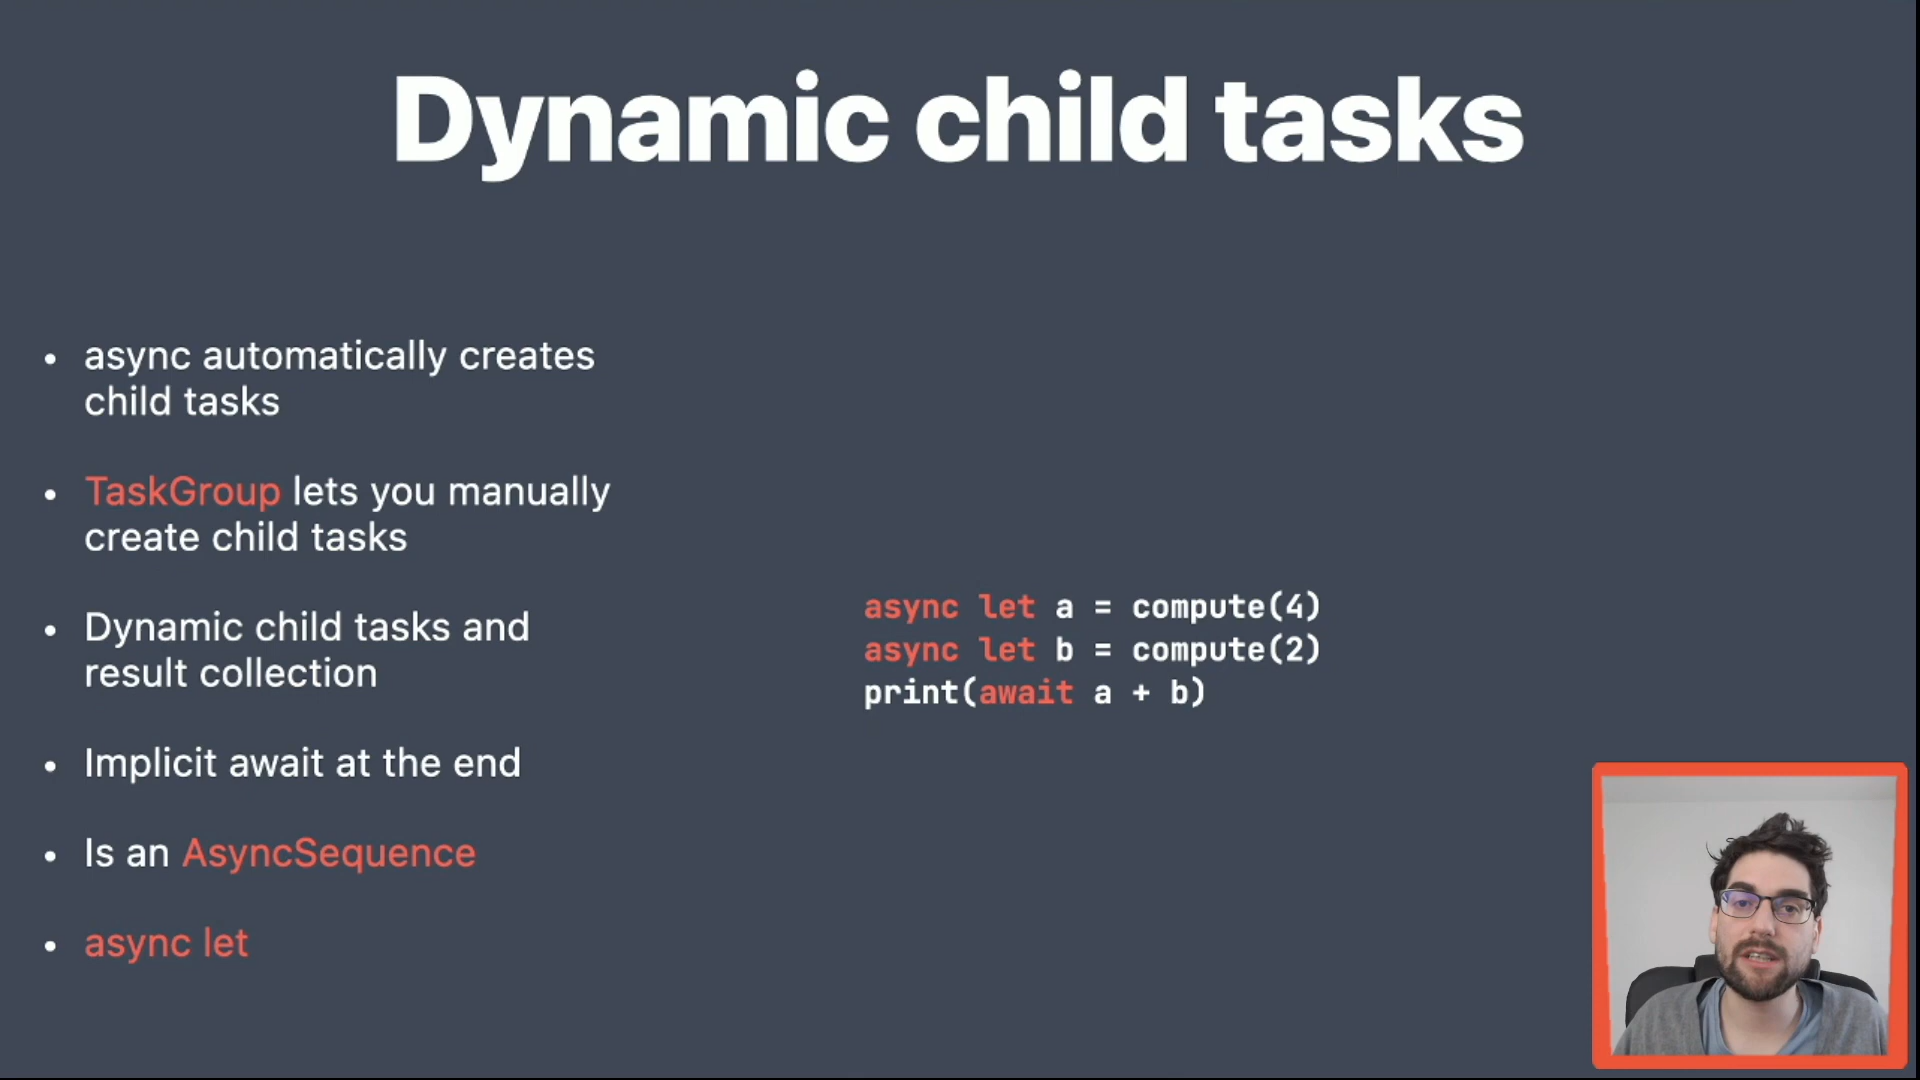 Dynamic child tasks
• async automatically creates
child tasks
• TaskGroup lets you manually
create child tasks
• Dynamic child tasks and
result collection
• Implicit await at the end
• Is an AsyncSequence
• async let
async let a = compute(4)
async let b = compute(2)
print(await a + b)